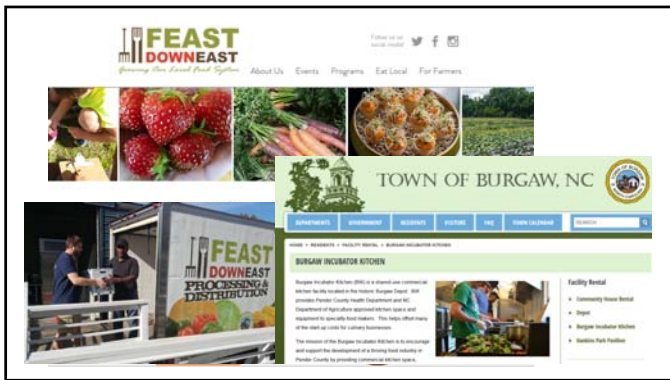 FEAST
DOWNEAST
Growing Our Local Food System
Follow us on
social media!
About Us Events Programs Eat Local For Farmers
TOWN OF BURGAW, NC
DEPARTMENTS GOVERNMENT RESIDENTS VISITORS FAQ TOWN CALENDAR SEARCH
HOME » RESIDENTS » FACILITY RENTAL » BURGAW INCUBATOR KITCHEN
BURGAW INCUBATOR KITCHEN
Burgaw Incubator Kitchen (BIK) is a shared-use commercial
kitchen facility located in the historic Burgaw Depot. BIK
provides Pender County Health Department and NC
Department of Agriculture approved kitchen space and
equipment to specialty food makers. This helps offset many
of the start up costs for culinary businesses.
The mission of the Burgaw Incubator Kitchen is to encourage
and support the development of a thriving food industry in
Pender County by providing commercial kitchen space,
Facility Rental
Community House Rental
Depot
Burgaw Incubator Kitchen
Hankins Park Pavilion
FEAST
DOWNEAST
PROCESSING &
DISTRIBUTION